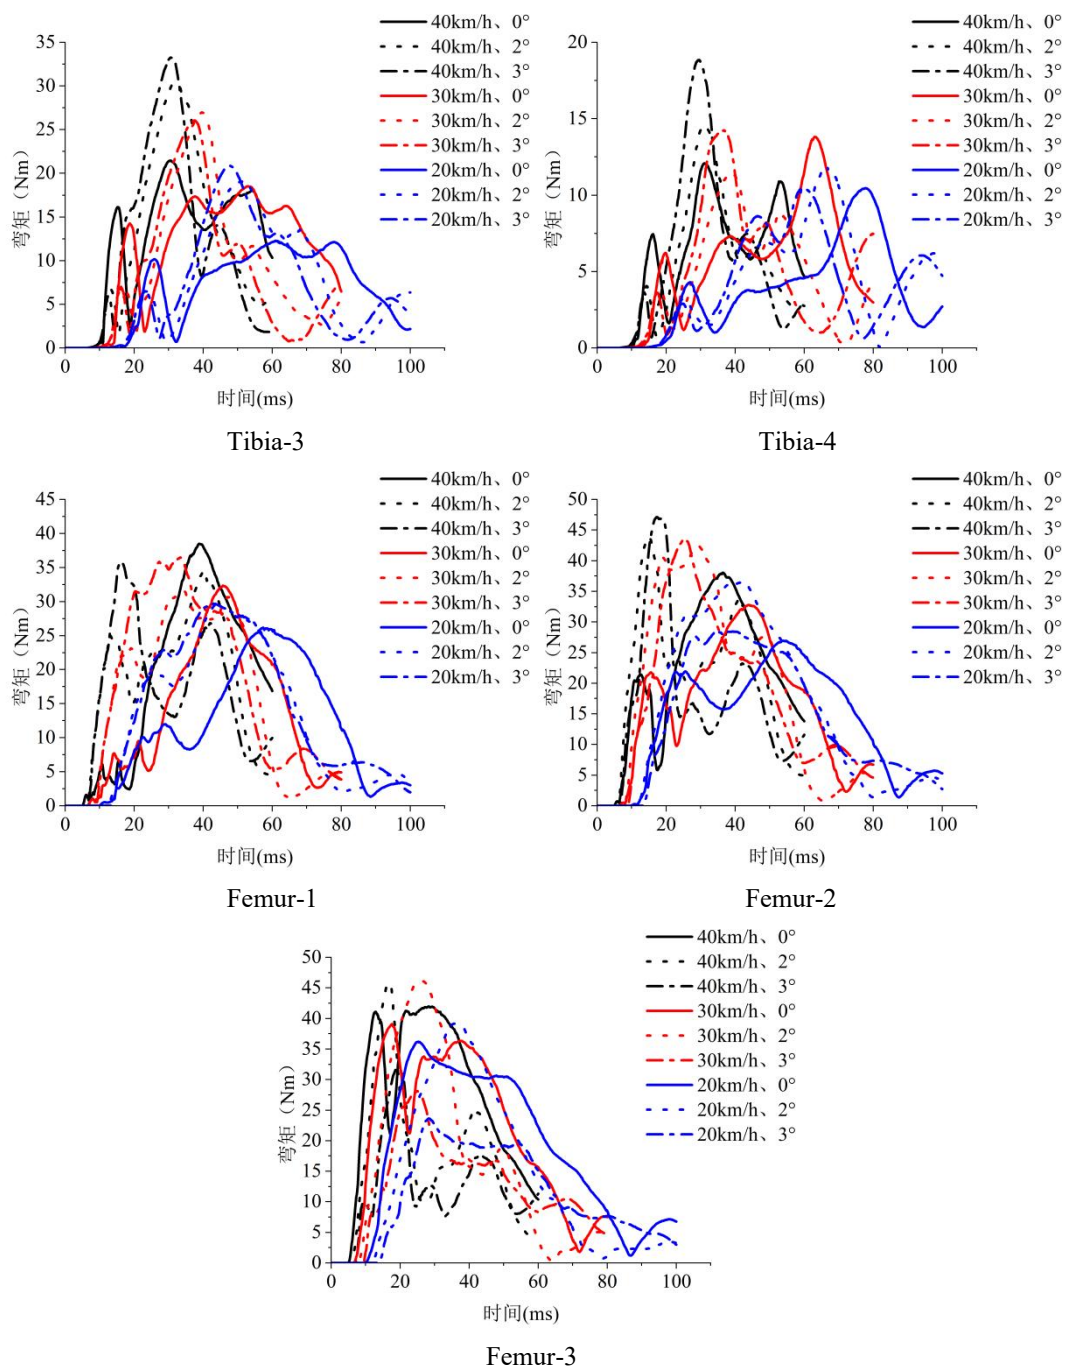 40km/h、0°
40km/h、2°
40km/h、3°
30km/h、0°
30km/h、2°
30km/h、3°
20km/h、0°
20km/h、2°
20km/h、3°
35
30
25
20
15
10
5
0
弯矩（Nm）
0 20 40 60 80 100
时间(ms)
Tibia-3
40km/h、0°
40km/h、2°
40km/h、3°
30km/h、0°
30km/h、2°
30km/h、3°
20km/h、0°
20km/h、2°
20km/h、3°
20
15
10
5
0
弯矩（Nm）
0 20 40 60 80 100
时间(ms)
Tibia-4
40km/h、0°
40km/h、2°
40km/h、3°
30km/h、0°
30km/h、2°
30km/h、3°
20km/h、0°
20km/h、2°
20km/h、3°
45
40
35
30
25
20
15
10
5
0
弯矩（Nm）
0 20 40 60 80 100
时间(ms)
Femur-1
40km/h、0°
40km/h、2°
40km/h、3°
30km/h、0°
30km/h、2°
30km/h、3°
20km/h、0°
20km/h、2°
20km/h、3°
50
45
40
35
30
25
20
15
10
5
0
弯矩（Nm）
0 20 40 60 80 100
时间(ms)
Femur-2
40km/h、0°
40km/h、2°
40km/h、3°
30km/h、0°
30km/h、2°
30km/h、3°
20km/h、0°
20km/h、2°
20km/h、3°
50
45
40
35
30
25
20
15
10
5
0
弯矩（Nm）
0 20 40 60 80 100
时间(ms)
Femur-3